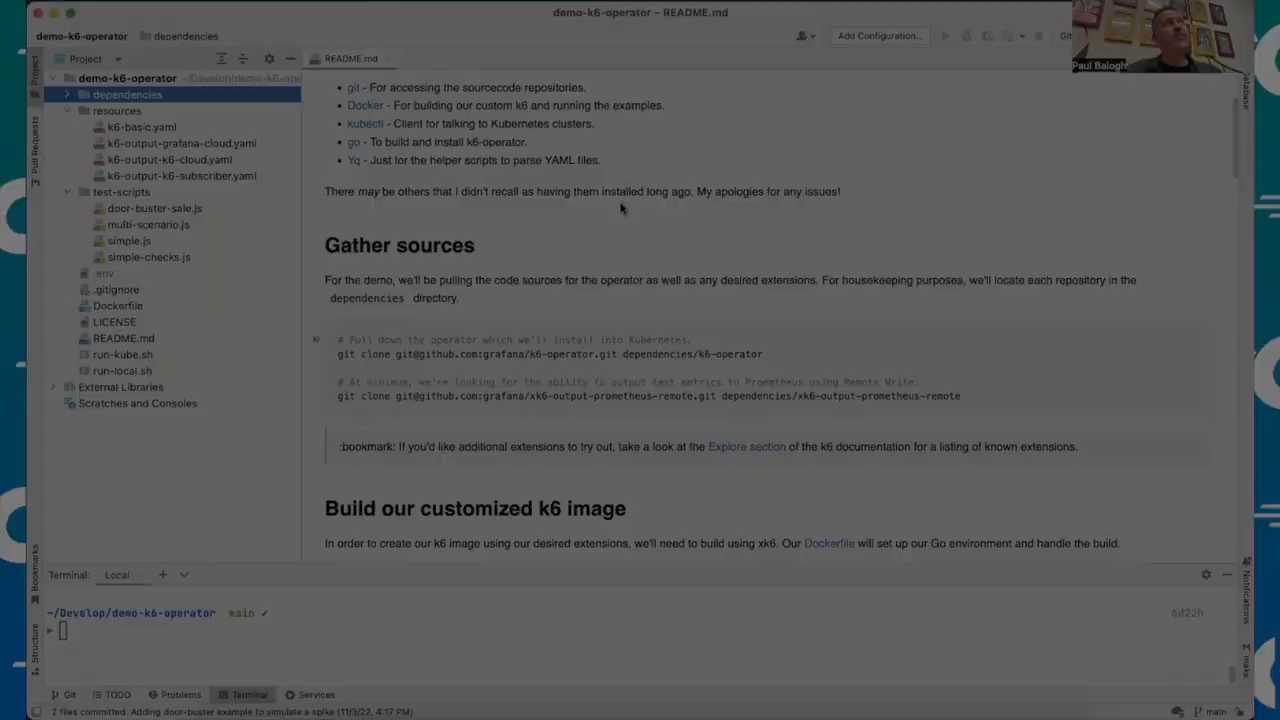 demo-k6-operator – README.md
demo-k6-operator
dependencies
Add Configuration...
Git
Paul Balogh
Project
Pull Requests
Bookmarks
Structure
Database
Notifications
make
Project
demo-k6-operator ~/Develop/demo-k6-ope
dependencies
resources
k6-basic.yaml
k6-output-grafana-cloud.yaml
k6-output-k6-cloud.yaml
k6-output-k6-subscriber.yaml
test-scripts
door-buster-sale.js
multi-scenario.js
simple.js
simple-checks.js
.env
.gitignore
Dockerfile
LICENSE
README.md
run-kube.sh
run-local.sh
External Libraries
Scratches and Consoles
README.md
• git - For accessing the sourcecode repositories.
• Docker - For building our custom k6 and running the examples.
• kubectl - Client for talking to Kubernetes clusters.
• go - To build and install k6-operator.
• Yq - Just for the helper scripts to parse YAML files.
There may be others that I didn't recall as having them installed long ago. My apologies for any issues!
Gather sources
For the demo, we'll be pulling the code sources for the operator as well as any desired extensions. For housekeeping purposes, we'll locate each repository in the
dependencies directory.
# Pull down the operator which we'll install into Kubernetes.
git clone git@github.com:grafana/k6-operator.git dependencies/k6-operator
# At minimum, we're looking for the ability to output test metrics to Prometheus using Remote Write.
git clone git@github.com:grafana/xk6-output-prometheus-remote.git dependencies/xk6-output-prometheus-remote
:bookmark: If you'd like additional extensions to try out, take a look at the Explore section of the k6 documentation for a listing of known extensions.
Build our customized k6 image
In order to create our k6 image using our desired extensions, we'll need to build using xk6. Our Dockerfile will set up our Go environment and handle the build.
Terminal: Local
~/Develop/demo-k6-operator main ✓
6d22h
Git
TODO
Problems
Terminal
Services
2 files committed: Adding door-buster example to simulate a spike (11/3/22, 4:17 PM)
main